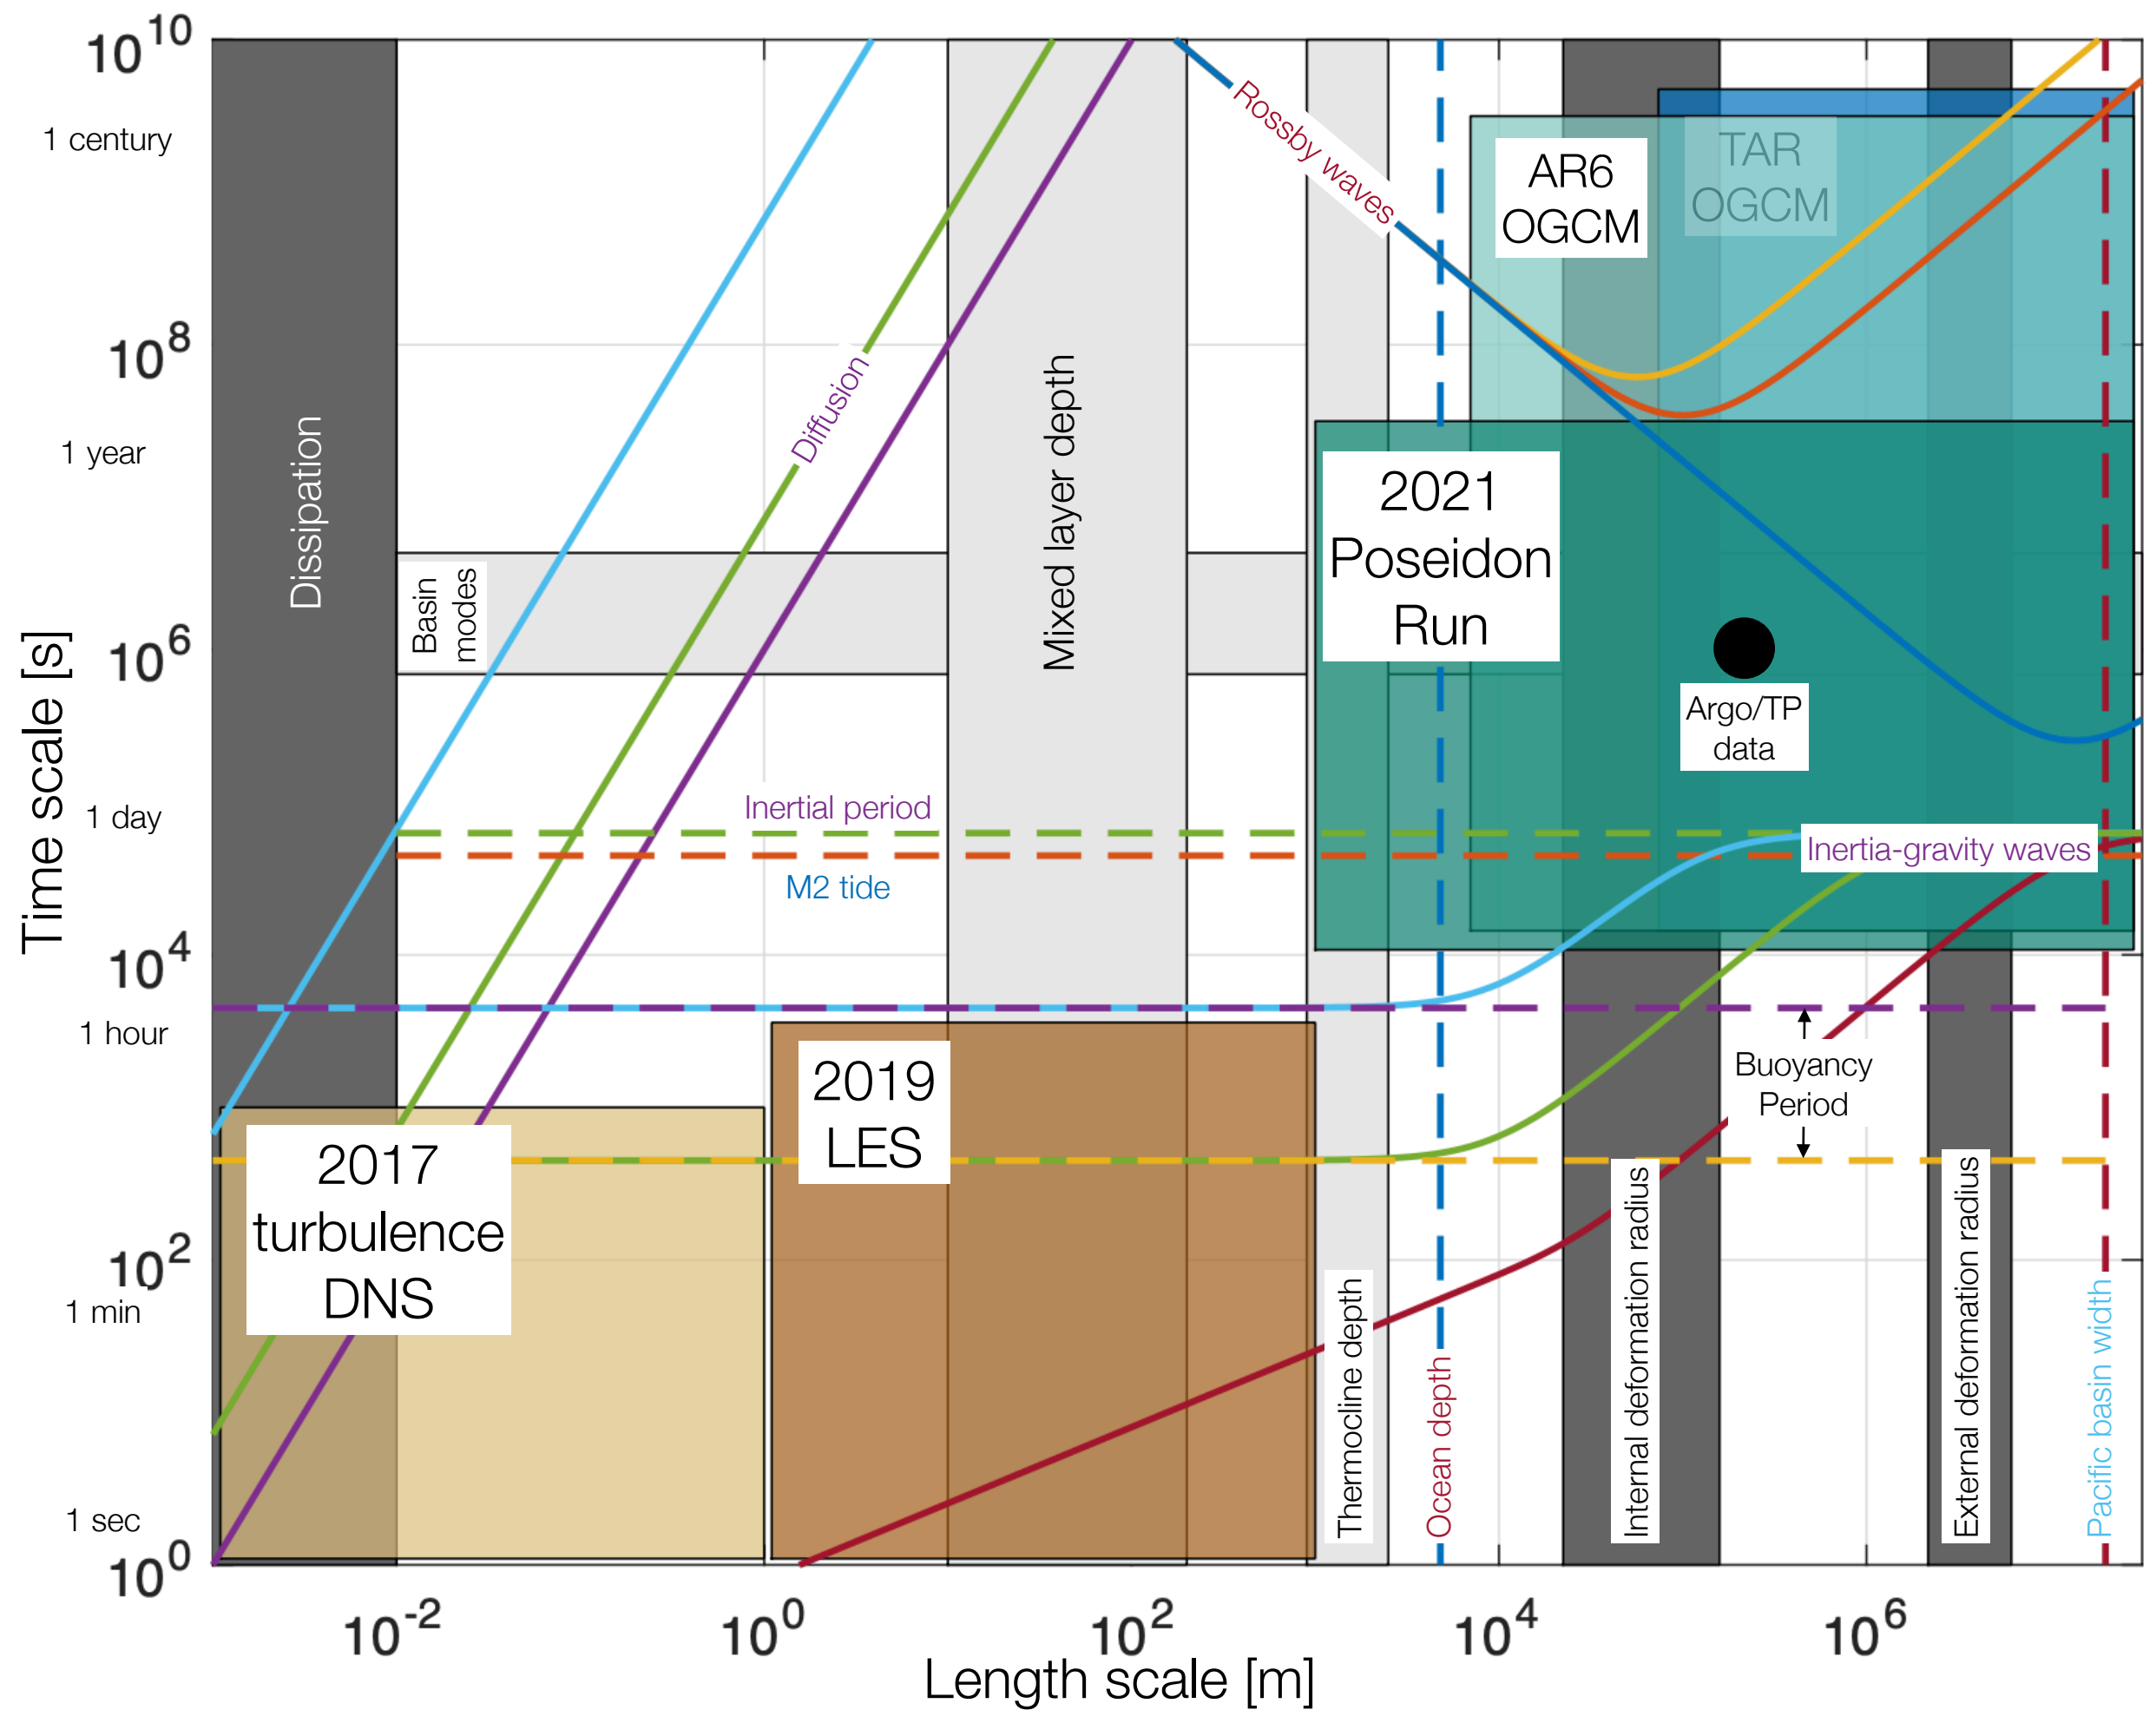 10^10
1 century
10^8
1 year
10^6
1 day
10^4
1 hour
10^2
1 min
1 sec
10^0
Time scale [s]
10^-2
10^0
10^2
10^4
10^6
Length scale [m]
Dissipation
Basin
modes
Diffusion
Mixed layer depth
Rossby waves
AR6
OGCM
TAR
OGCM
2021
Poseidon
Run
Argo/TP
data
Inertial period
M2 tide
Inertia-gravity waves
2019
LES
2017
turbulence
DNS
Buoyancy
Period
Thermocline depth
Ocean depth
Internal deformation radius
External deformation radius
Pacific basin width